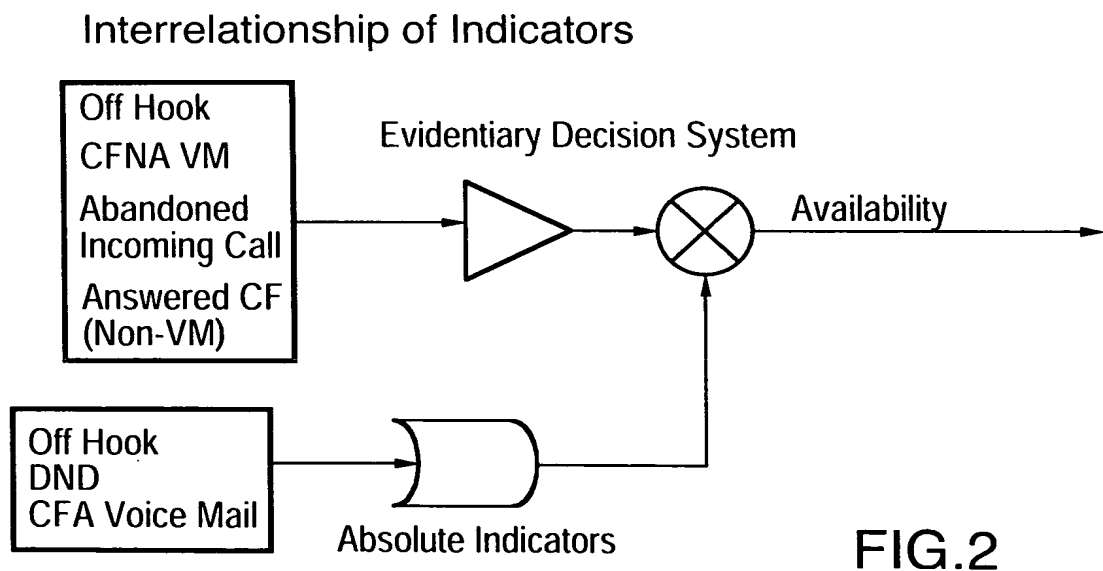 Interrelationship of Indicators
Off Hook
CFNA VM
Abandoned
Incoming Call
Answered CF
(Non-VM)
Evidentiary Decision System
Availability
Off Hook
DND
CFA Voice Mail
Absolute Indicators
FIG.2